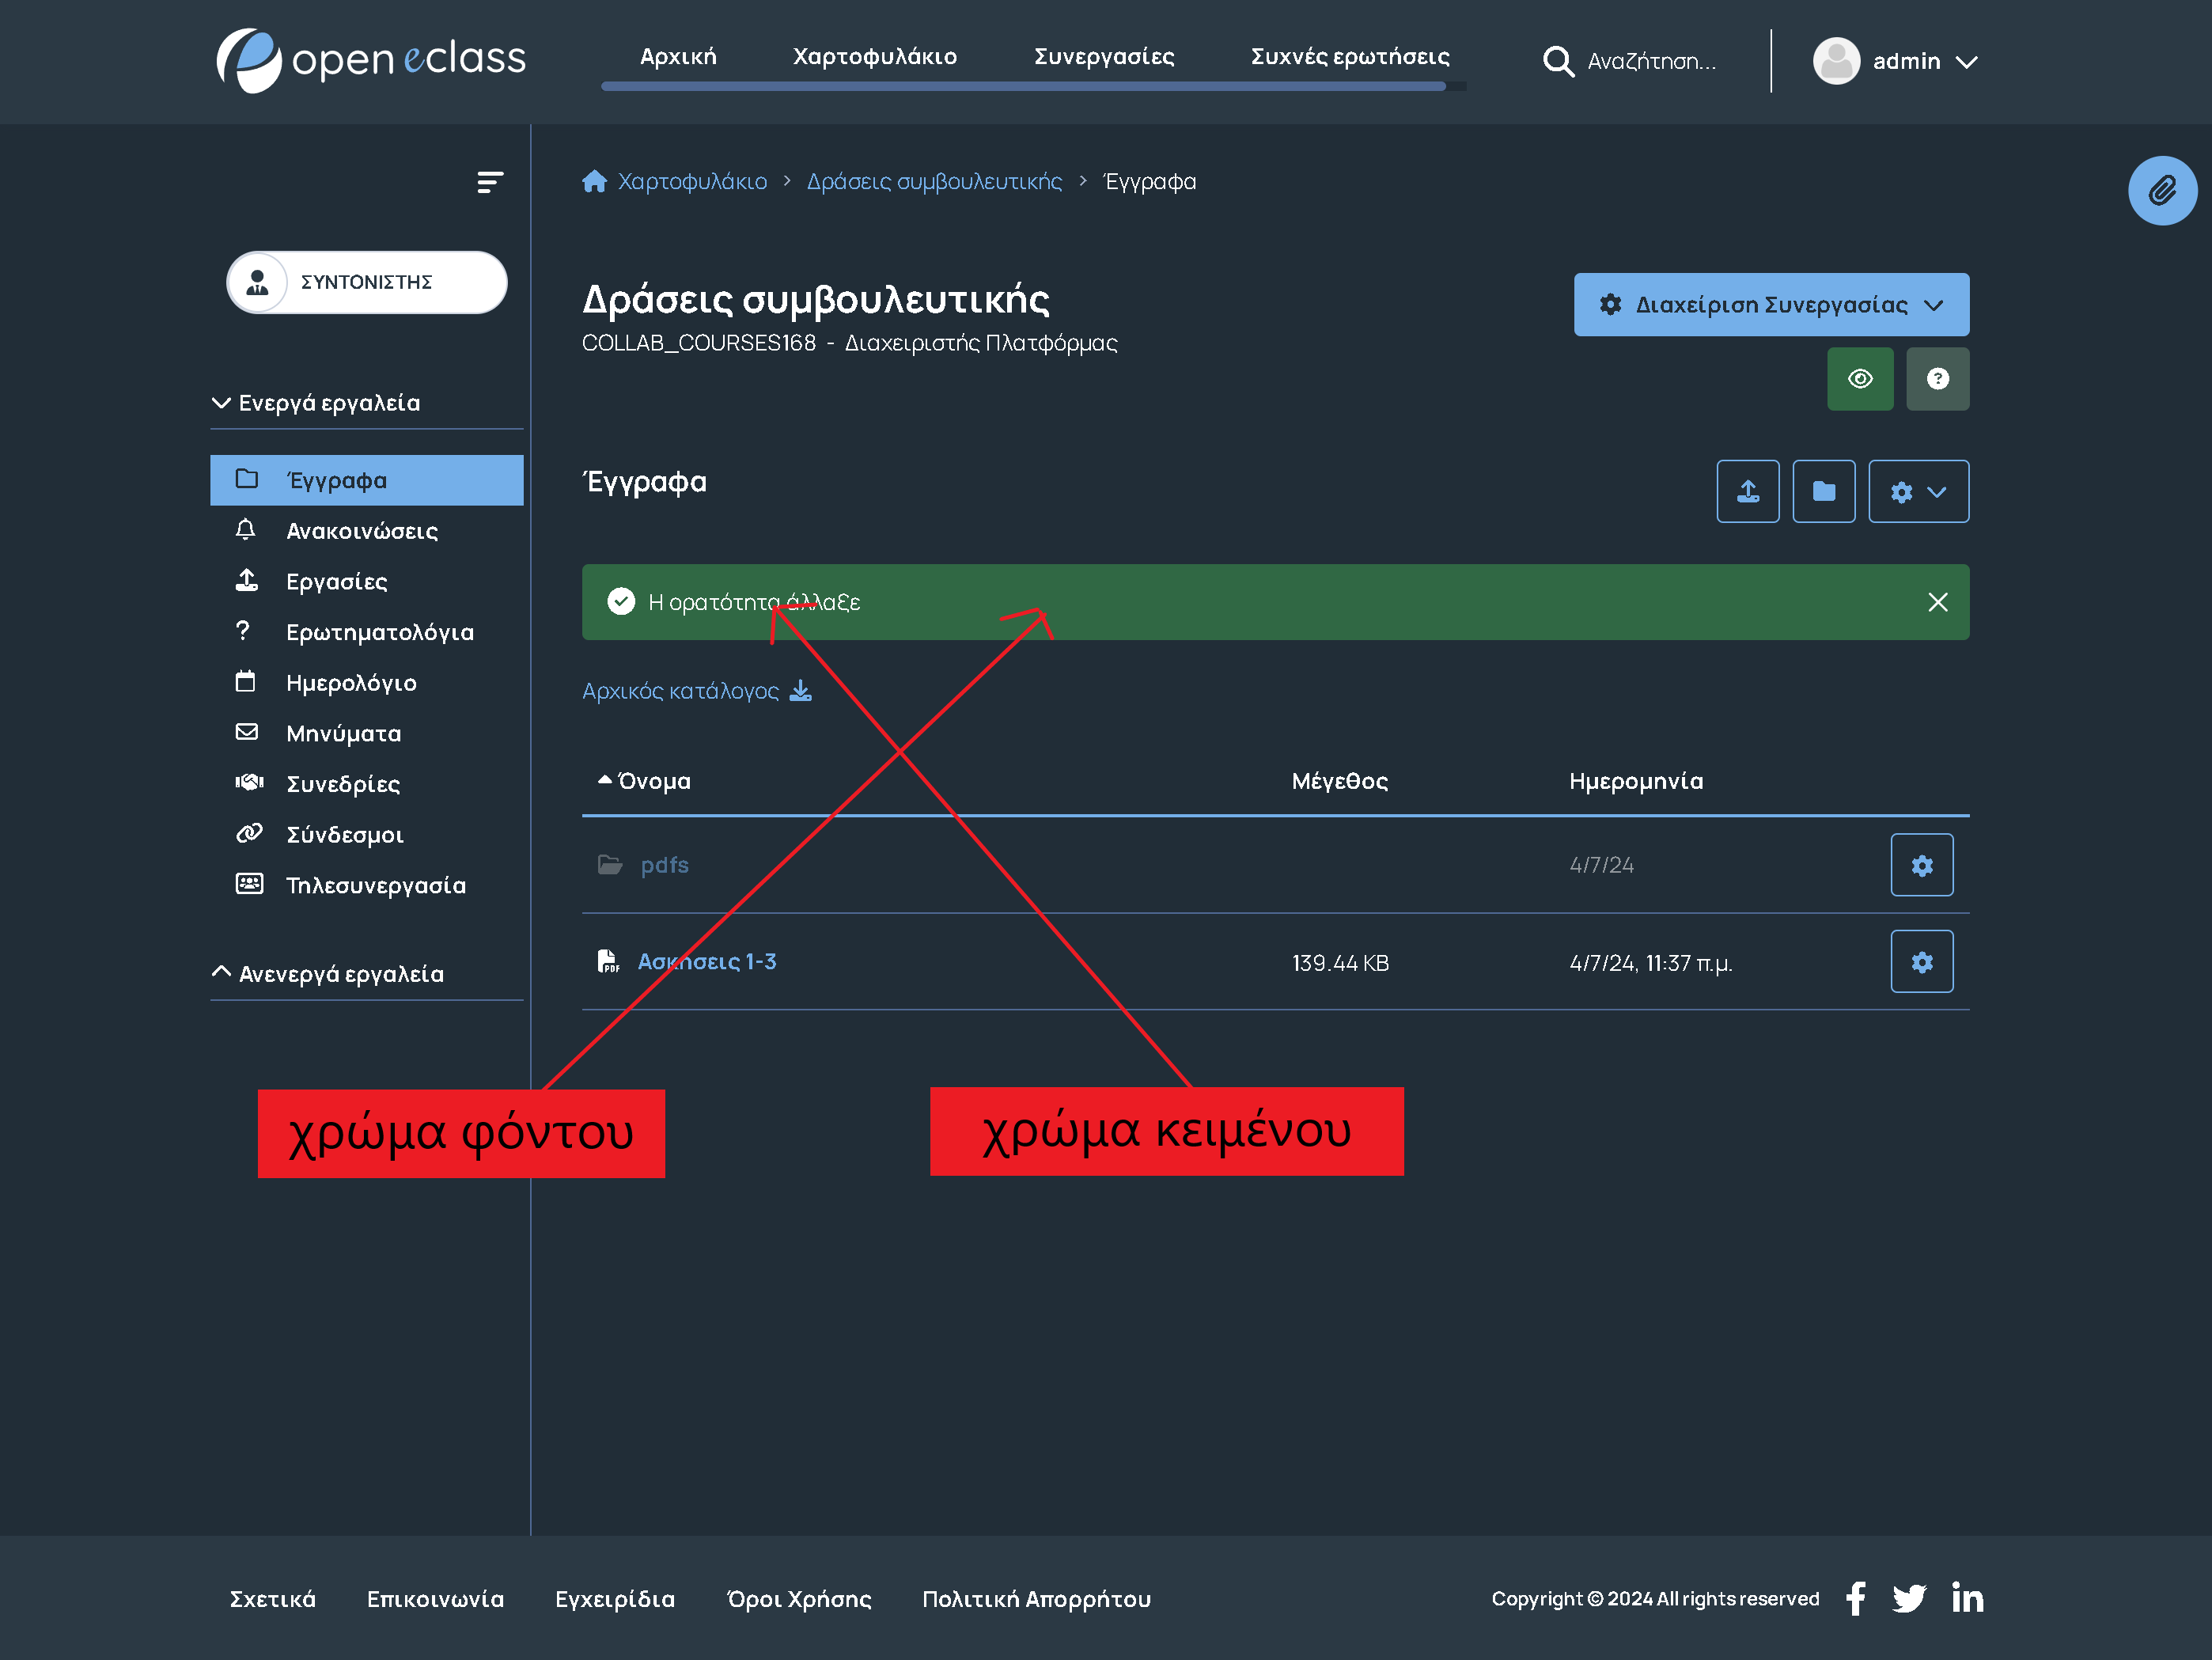 open eclass
Αρχική Χαρτοφυλάκιο Συνεργασίες Συχνές ερωτήσεις Αναζήτηση... admin
Χαρτοφυλάκιο > Δράσεις συμβουλευτικής > Έγγραφα
ΣΥΝΤΟΝΙΣΤΗΣ
Ενεργά εργαλεία
Έγγραφα
Ανακοινώσεις
Εργασίες
Ερωτηματολόγια
Ημερολόγιο
Μηνύματα
Συνεδρίες
Σύνδεσμοι
Τηλεσυνεργασία
Ανενεργά εργαλεία
Δράσεις συμβουλευτικής
COLLAB_COURSES168 - Διαχειριστής Πλατφόρμας
Διαχείριση Συνεργασίας
Έγγραφα
Η ορατότητα άλλαξε
Αρχικός κατάλογος
Όνομα Μέγεθος Ημερομηνία
pdfs 4/7/24
PDF Ασκήσεις 1-3 139.44 KB 4/7/24, 11:37 π.μ.
χρώμα φόντου
χρώμα κειμένου
Σχετικά Επικοινωνία Εγχειρίδια Όροι Χρήσης Πολιτική Απορρήτου
Copyright © 2024 All rights reserved